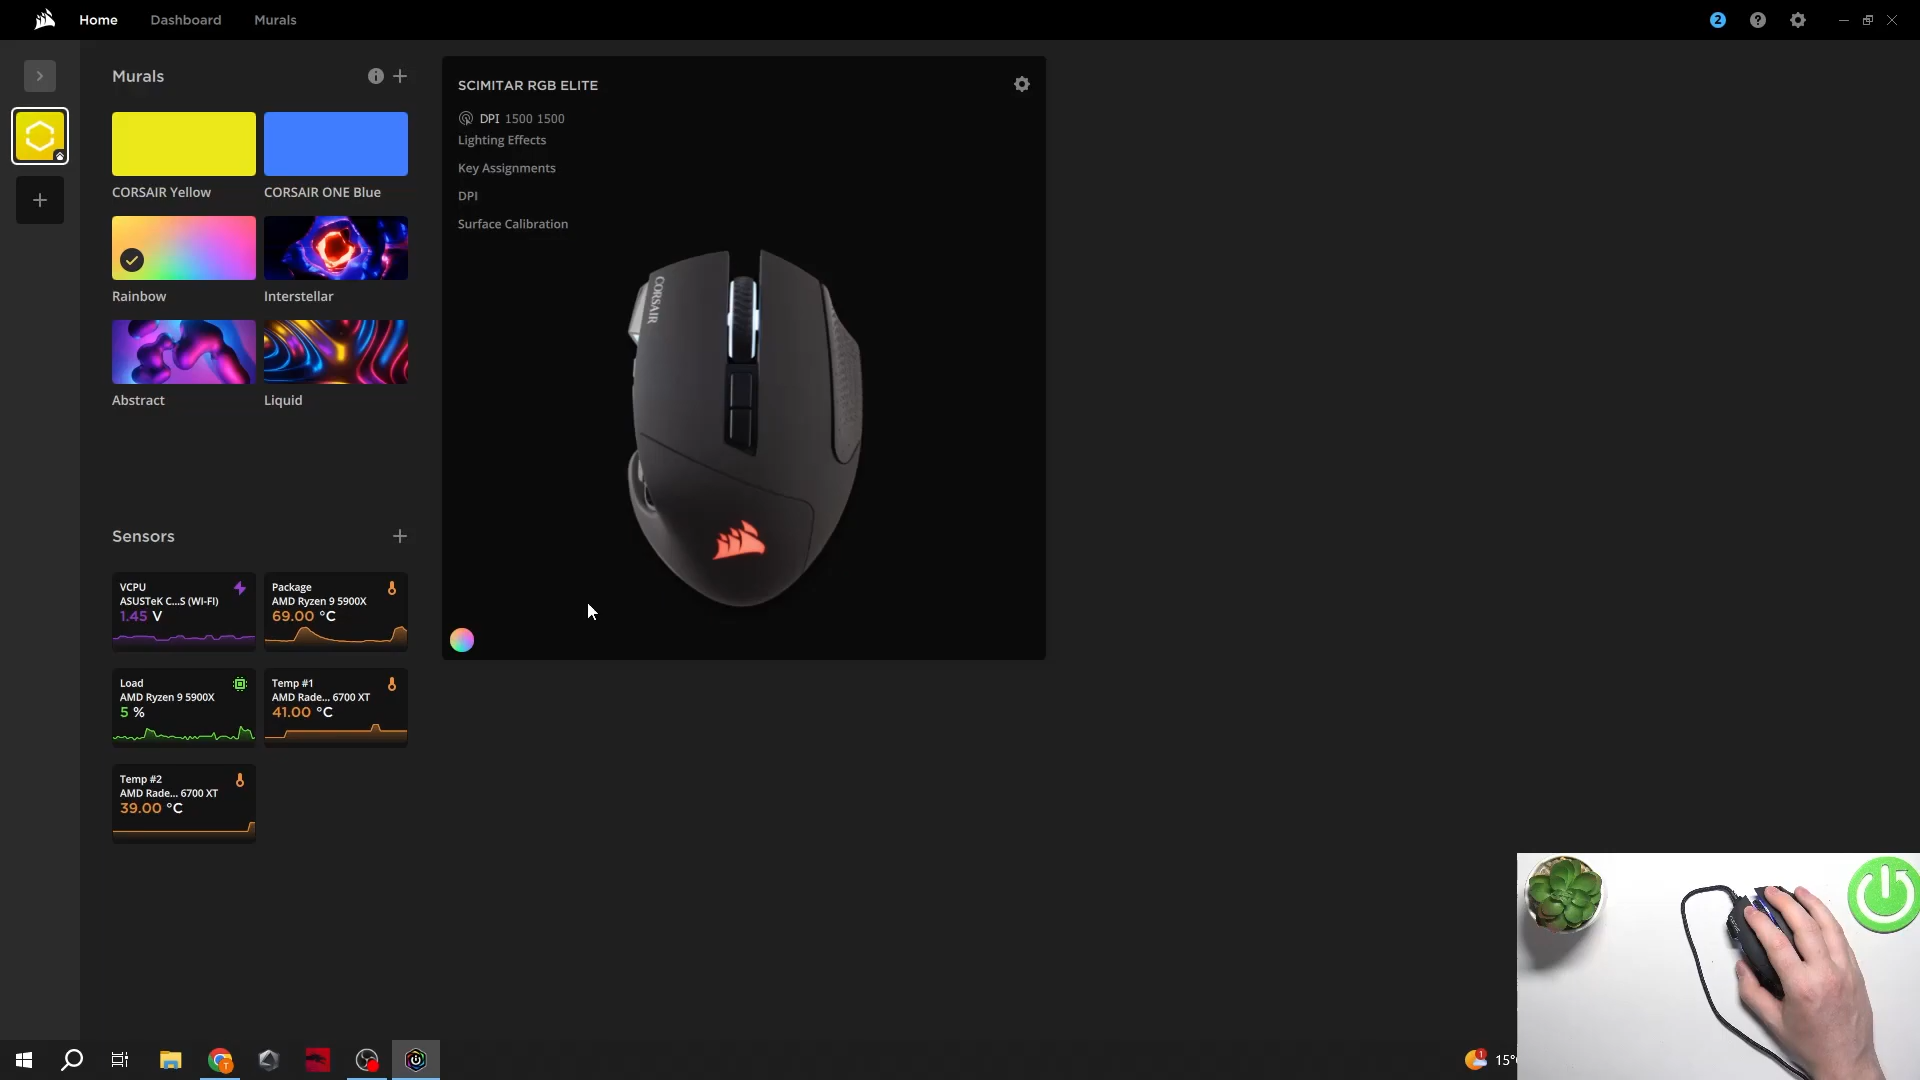 Home
Dashboard
Murals
2
?
Murals
CORSAIR Yellow
CORSAIR ONE Blue
Rainbow
Interstellar
Abstract
Liquid
Sensors
VCPU
ASUSTeK C...S (WI-FI)
1.45 V
Package
AMD Ryzen 9 5900X
69.00 °C
Load
AMD Ryzen 9 5900X
5 %
Temp #1
AMD Rade... 6700 XT
41.00 °C
Temp #2
AMD Rade... 6700 XT
39.00 °C
SCIMITAR RGB ELITE
DPI 1500 1500
Lighting Effects
Key Assignments
DPI
Surface Calibration
CORSAIR
1
15°